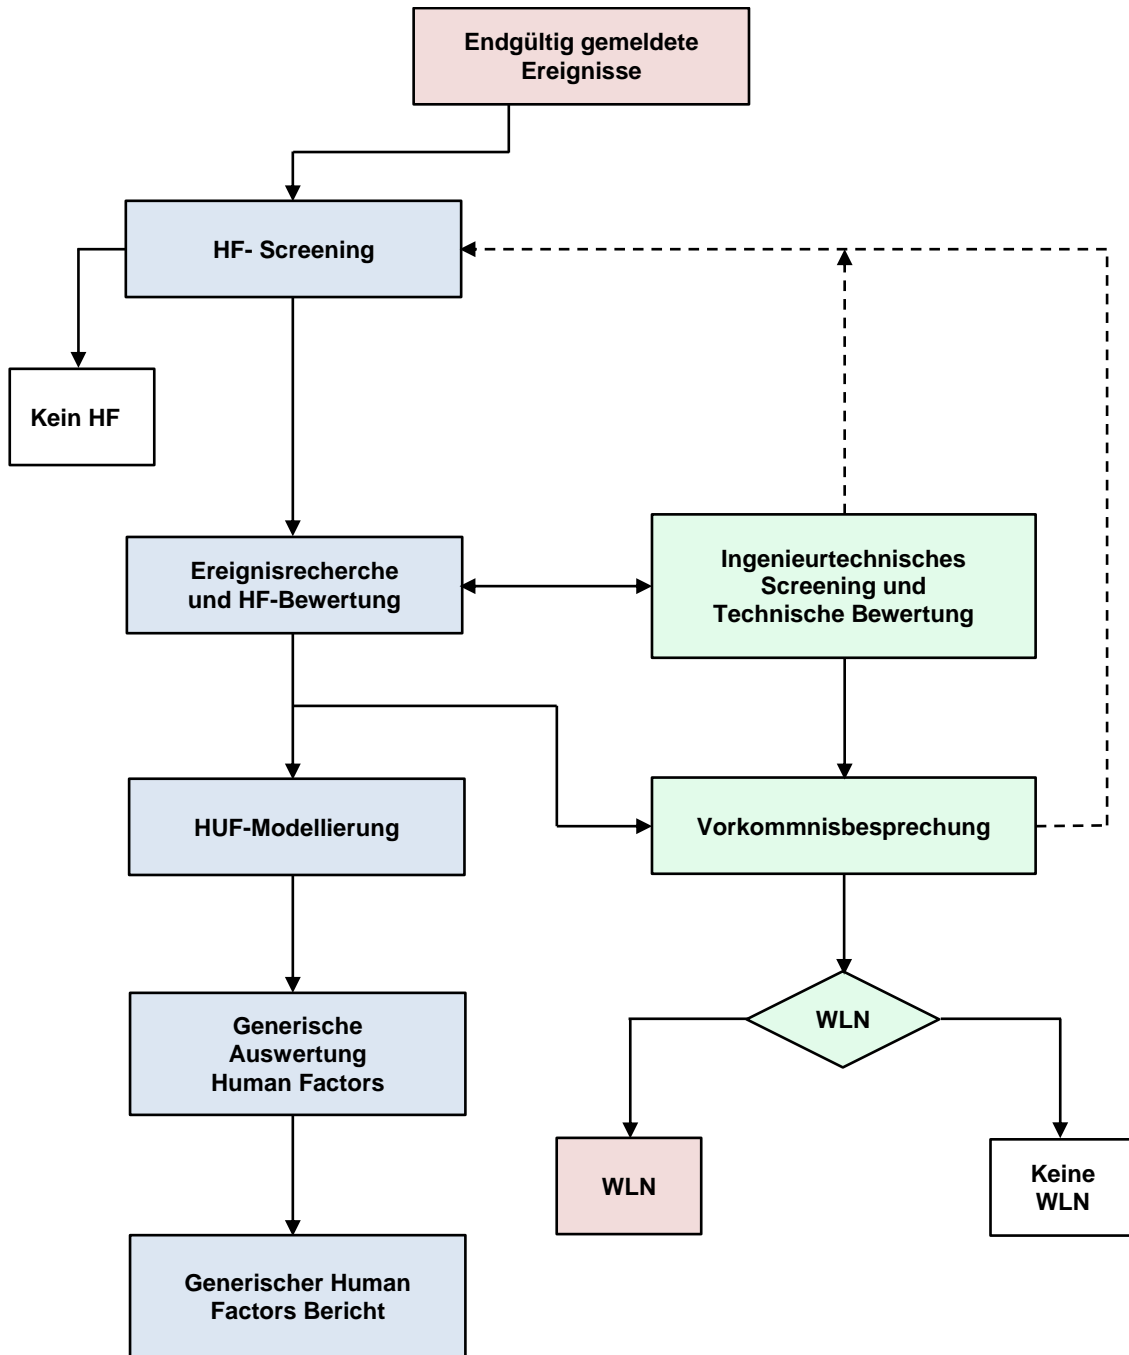 Endgültig gemeldete
Ereignisse
HF- Screening
Kein HF
Ereignisrecherche
und HF-Bewertung
Ingenieurtechnisches
Screening und
Technische Bewertung
HUF-Modellierung
Vorkommnisbesprechung
Generische
Auswertung
Human Factors
WLN
WLN
Keine
WLN
Generischer Human
Factors Bericht